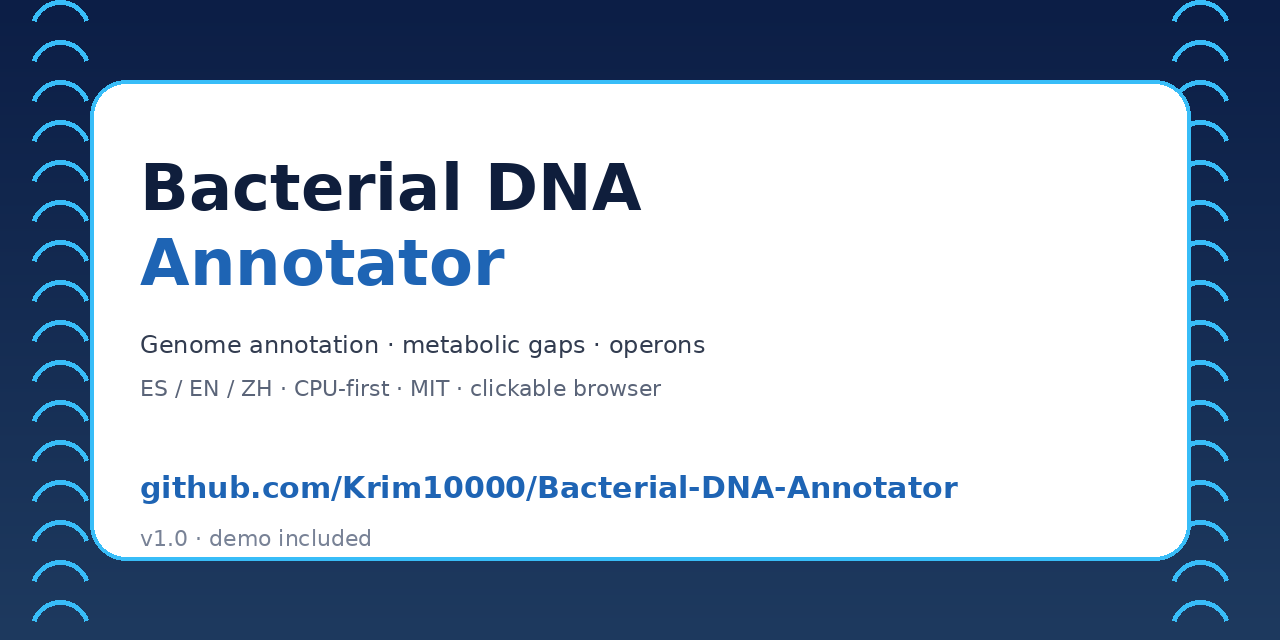 Bacterial DNA
Annotator
Genome annotation · metabolic gaps · operons
ES / EN / ZH · CPU-first · MIT · clickable browser
github.com/Krim10000/Bacterial-DNA-Annotator
v1.0 · demo included